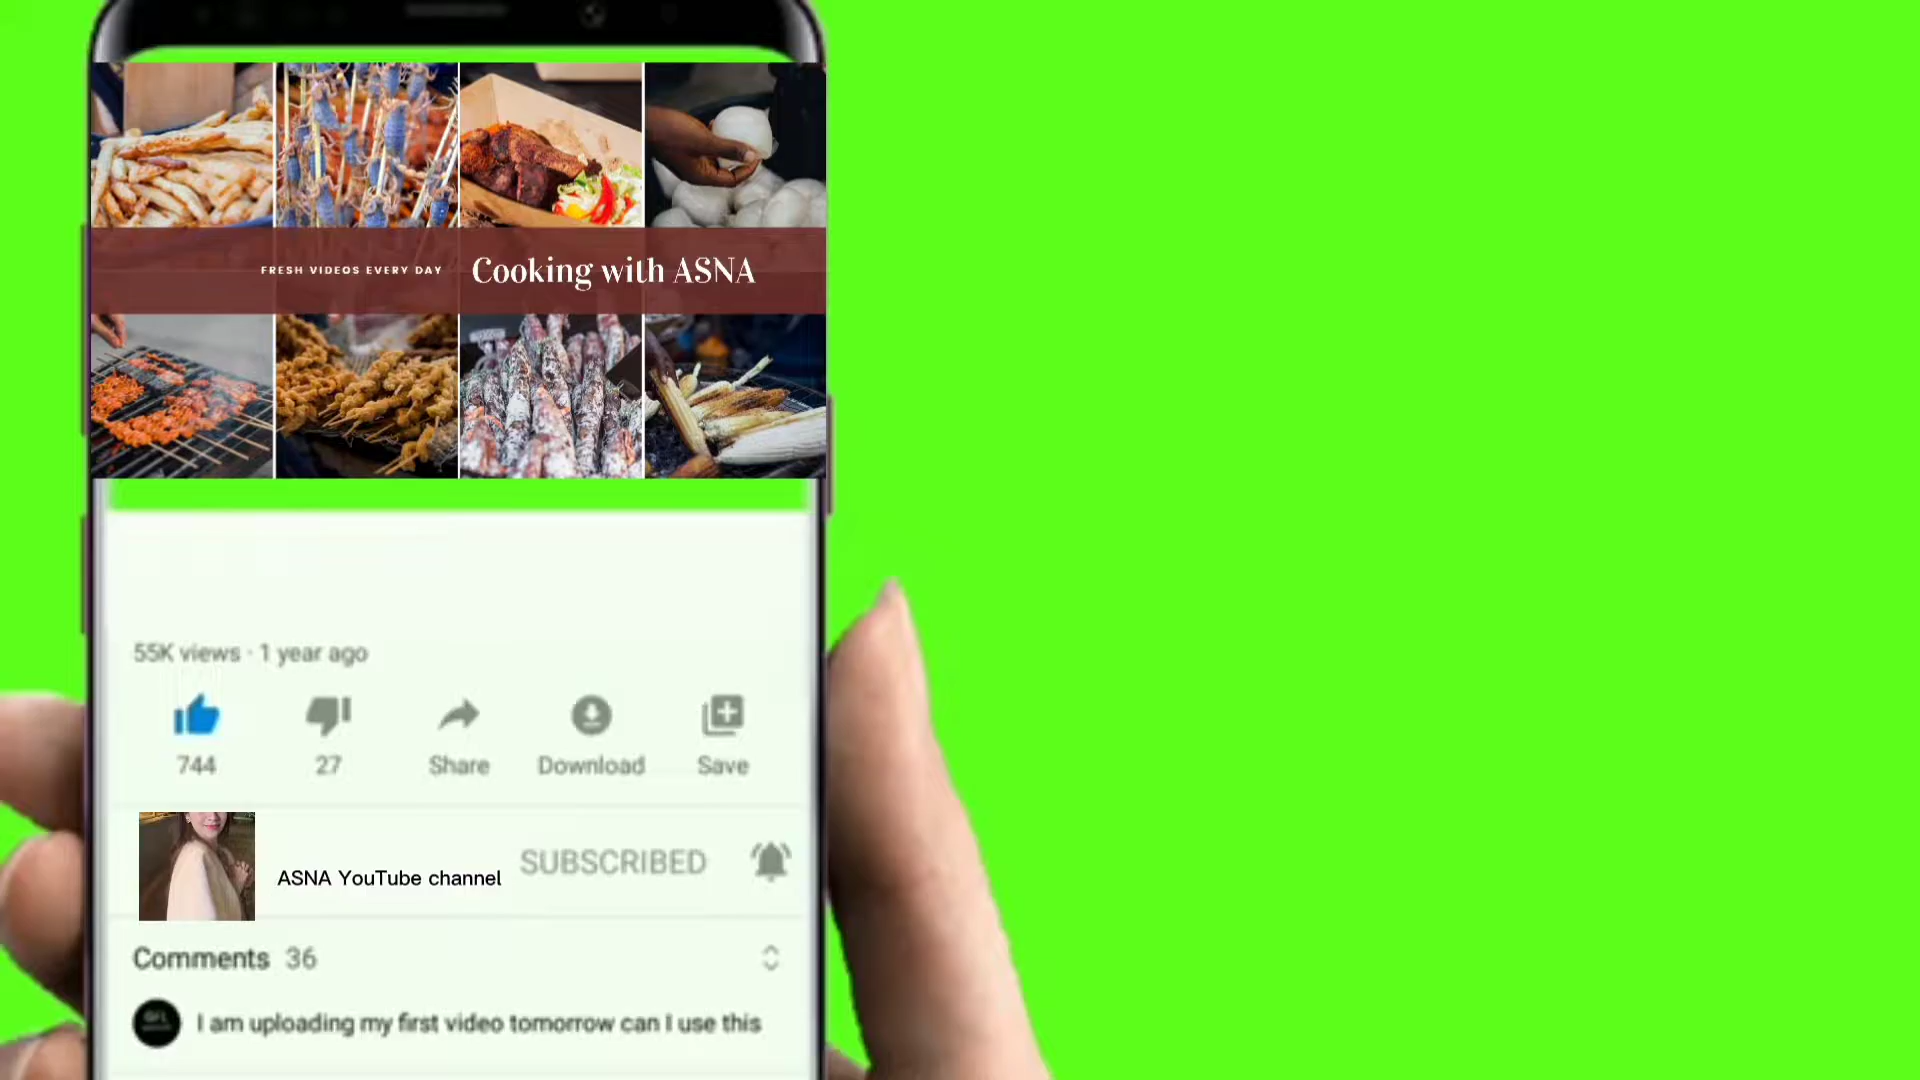 FRESH VIDEOS EVERY DAY Cooking with ASNA
55K views · 1 year ago
744 27 Share Download Save
ASNA YouTube channel SUBSCRIBED
Comments 36
I am uploading my first video tomorrow can I use this